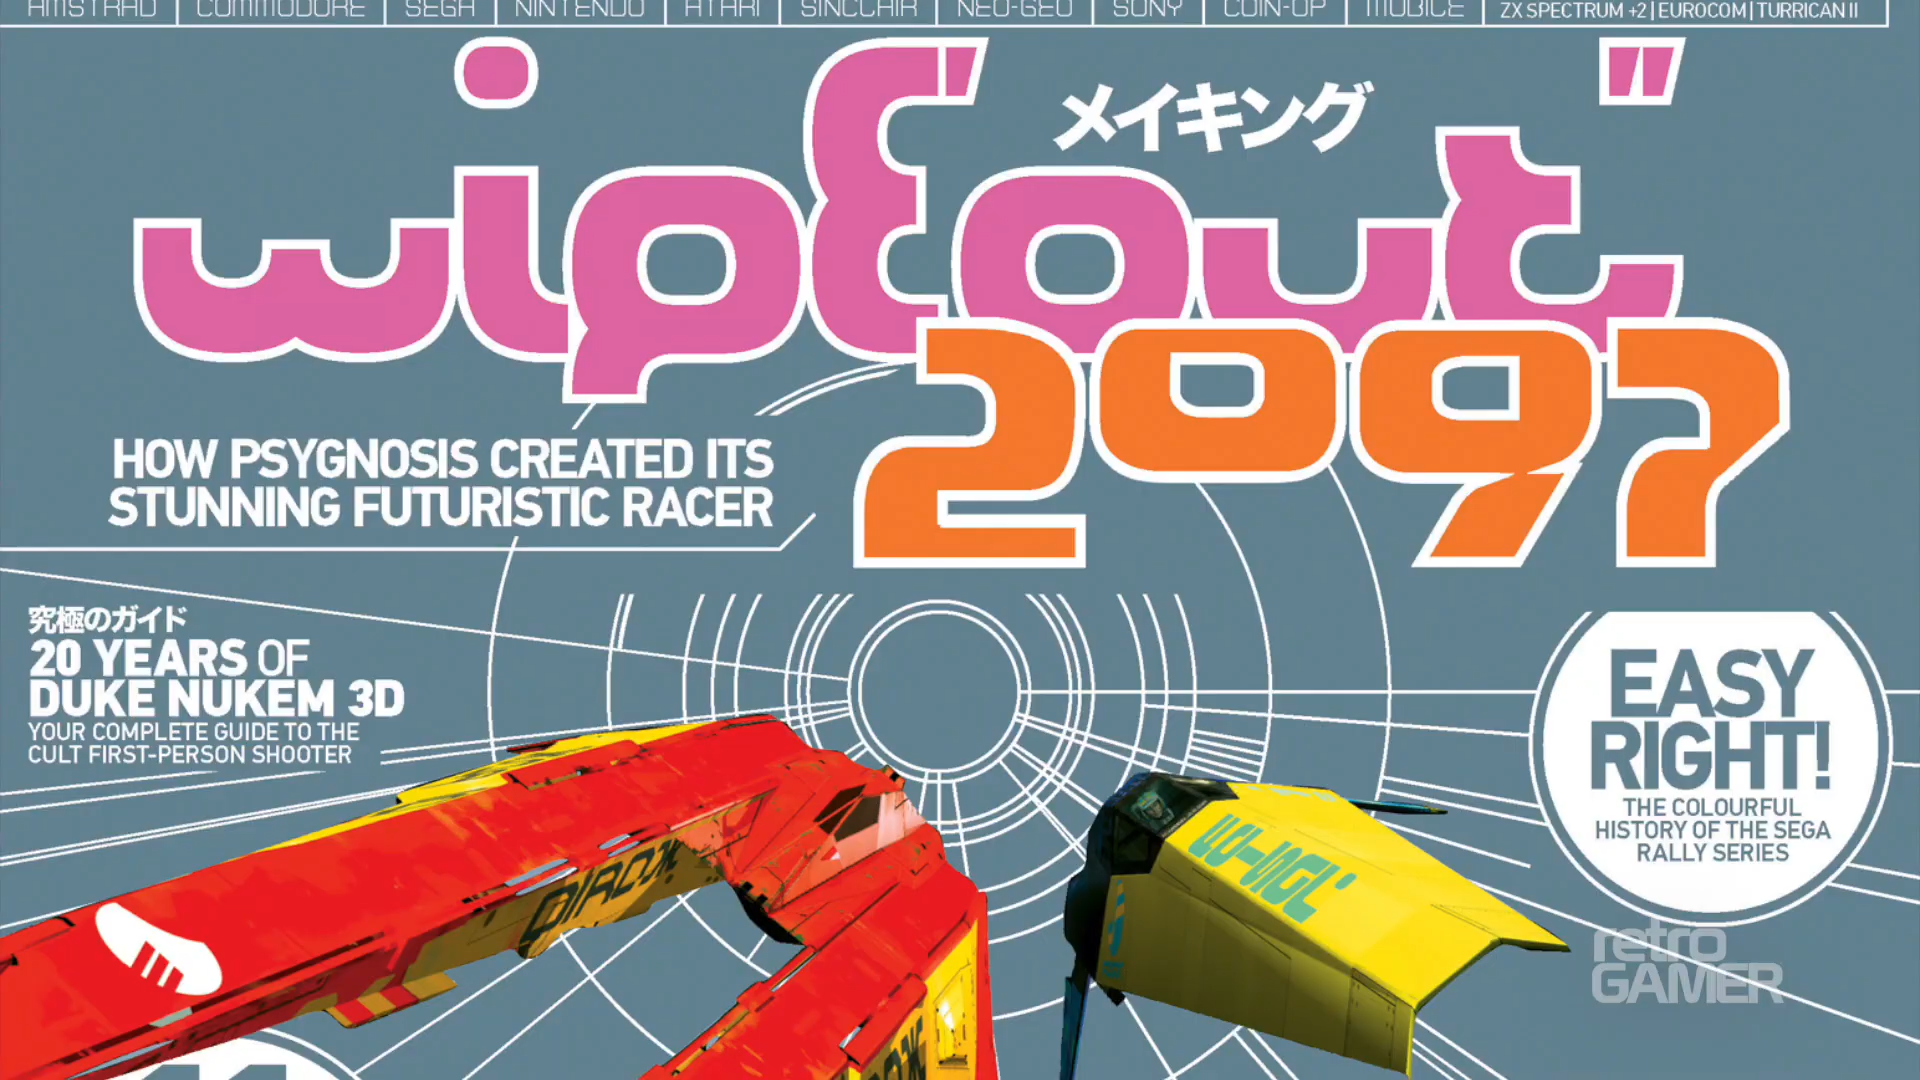 AMSTRAD | COMMODORE | SEGA | NINTENDO | ATARI | SINCLAIR | NEO-GEO | SONY | COIN-OP | MOBILE | ZX SPECTRUM +2 | EUROCOM | TURRICAN II
wipEout"
メイキング
2097
HOW PSYGNOSIS CREATED ITS
STUNNING FUTURISTIC RACER
究極のガイド
20 YEARS OF
DUKE NUKEM 3D
YOUR COMPLETE GUIDE TO THE
CULT FIRST-PERSON SHOOTER
EASY
RIGHT!
THE COLOURFUL
HISTORY OF THE SEGA
RALLY SERIES
retro
GAMER